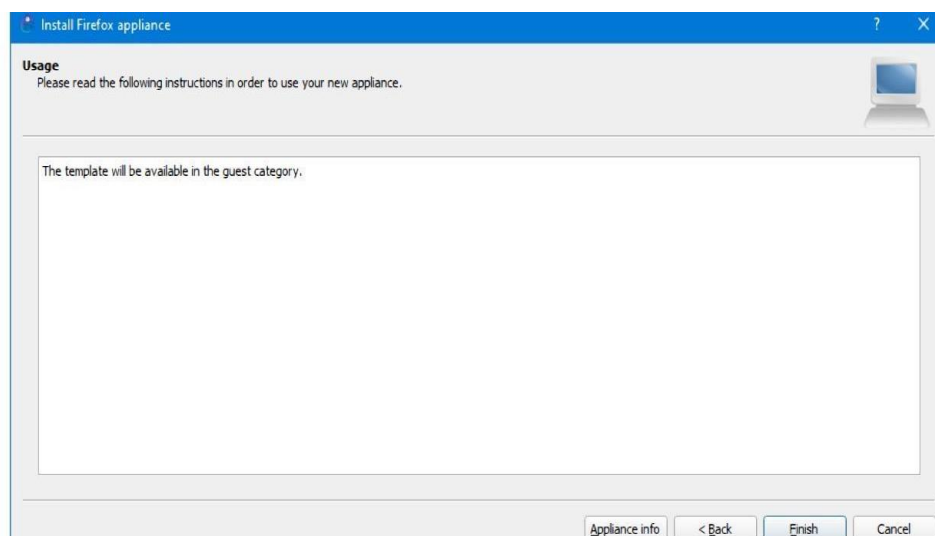 Install Firefox appliance
? X
Usage
Please read the following instructions in order to use your new appliance.
The template will be available in the guest category.
Appliance info
< Back
Finish
Cancel